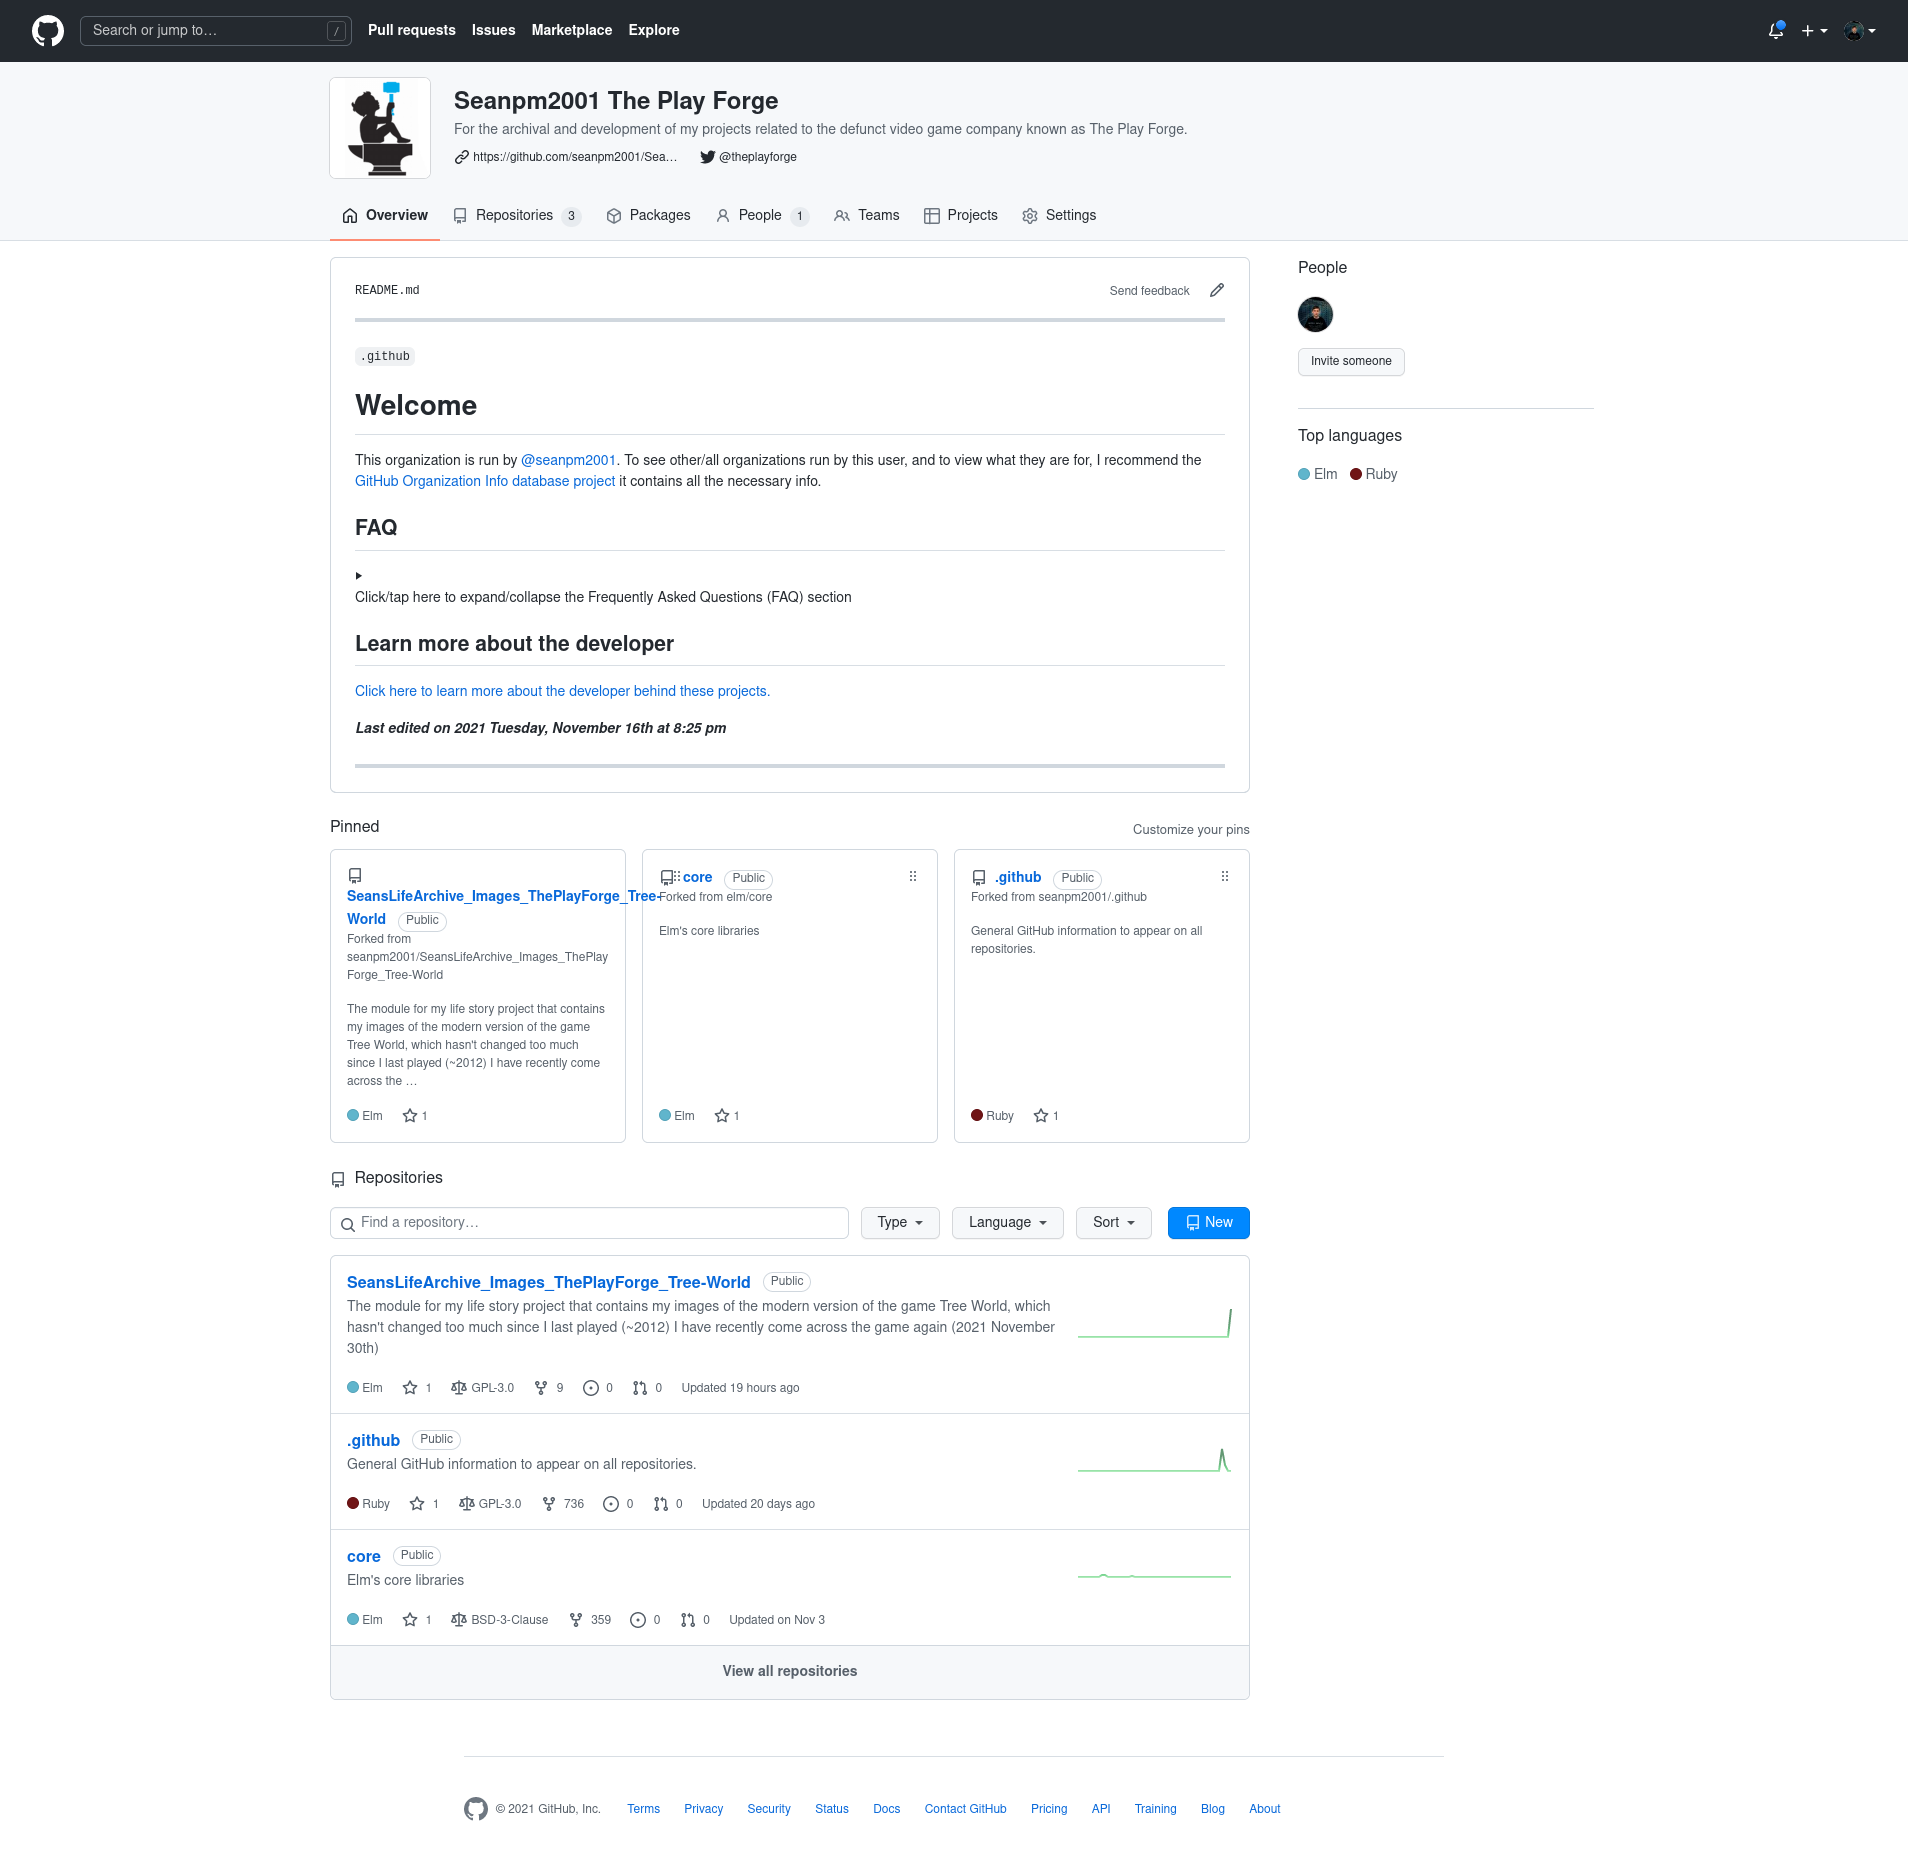 Search or jump to… /
Pull requests Issues Marketplace Explore
Seanpm2001 The Play Forge
For the archival and development of my projects related to the defunct video game company known as The Play Forge.
https://github.com/seanpm2001/Sea… @theplayforge
Overview Repositories 3 Packages People 1 Teams Projects Settings
README.md Send feedback
.github
Welcome
This organization is run by @seanpm2001. To see other/all organizations run by this user, and to view what they are for, I recommend the
GitHub Organization Info database project it contains all the necessary info.
FAQ
Click/tap here to expand/collapse the Frequently Asked Questions (FAQ) section
Learn more about the developer
Click here to learn more about the developer behind these projects.
Last edited on 2021 Tuesday, November 16th at 8:25 pm
People
Invite someone
Top languages
Elm Ruby
Pinned Customize your pins
SeansLifeArchive_Images_ThePlayForge_Tree-
World Public
Forked from
seanpm2001/SeansLifeArchive_Images_ThePlay
Forge_Tree-World
The module for my life story project that contains
my images of the modern version of the game
Tree World, which hasn't changed too much
since I last played (~2012) I have recently come
across the …
Elm 1
core Public
Forked from elm/core
Elm's core libraries
Elm 1
.github Public
Forked from seanpm2001/.github
General GitHub information to appear on all
repositories.
Ruby 1
Repositories
Find a repository… Type Language Sort New
SeansLifeArchive_Images_ThePlayForge_Tree-World Public
The module for my life story project that contains my images of the modern version of the game Tree World, which
hasn't changed too much since I last played (~2012) I have recently come across the game again (2021 November
30th)
Elm 1 GPL-3.0 9 0 0 Updated 19 hours ago
.github Public
General GitHub information to appear on all repositories.
Ruby 1 GPL-3.0 736 0 0 Updated 20 days ago
core Public
Elm's core libraries
Elm 1 BSD-3-Clause 359 0 0 Updated on Nov 3
View all repositories
© 2021 GitHub, Inc. Terms Privacy Security Status Docs Contact GitHub Pricing API Training Blog About